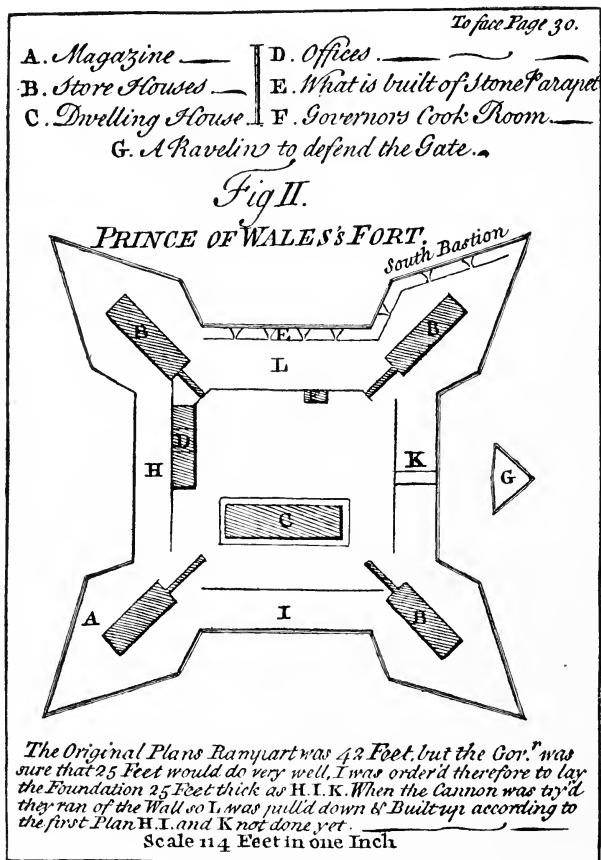 To face Page 30.
A. Magazine
B. Store Houses
C. Dwelling House
D. Offices
E. What is built of Stone Parapet
F. Governors Cook Room
G. A Ravelin to defend the Gate.
Fig II.
PRINCE OF WALES'S FORT.
South Bastion
B
E
B
L
F
D
H
K
G
C
A
I
B
The Original Plans Rampart was 42 Feet, but the Gov.r was
sure that 25 Feet would do very well, I was order'd therefore to lay
the Foundation 25 Feet thick as H.I.K. When the Cannon was try'd
they ran of the Wall so L was pull'd down & Built up according to
the first Plan H.I. and K not done yet.
Scale 114 Feet in one Inch